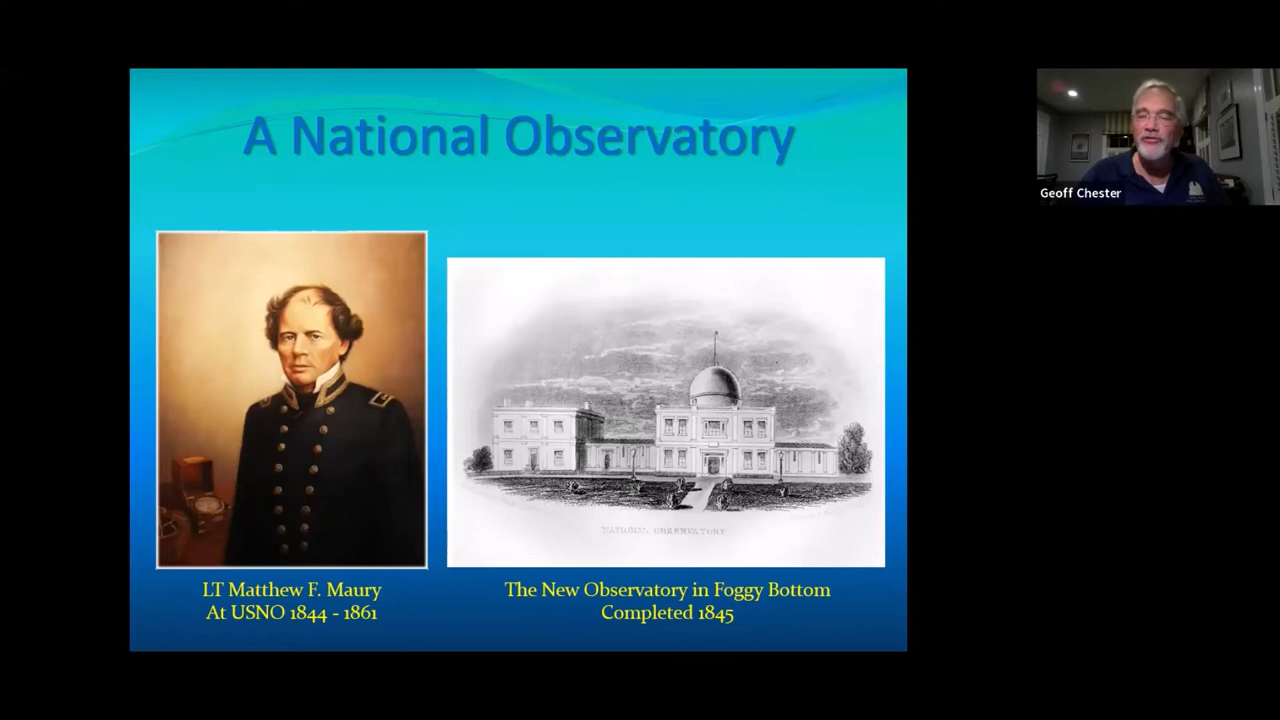 A National Observatory
Geoff Chester
NATIONAL OBSERVATORY
LT Matthew F. Maury
At USNO 1844 - 1861
The New Observatory in Foggy Bottom
Completed 1845